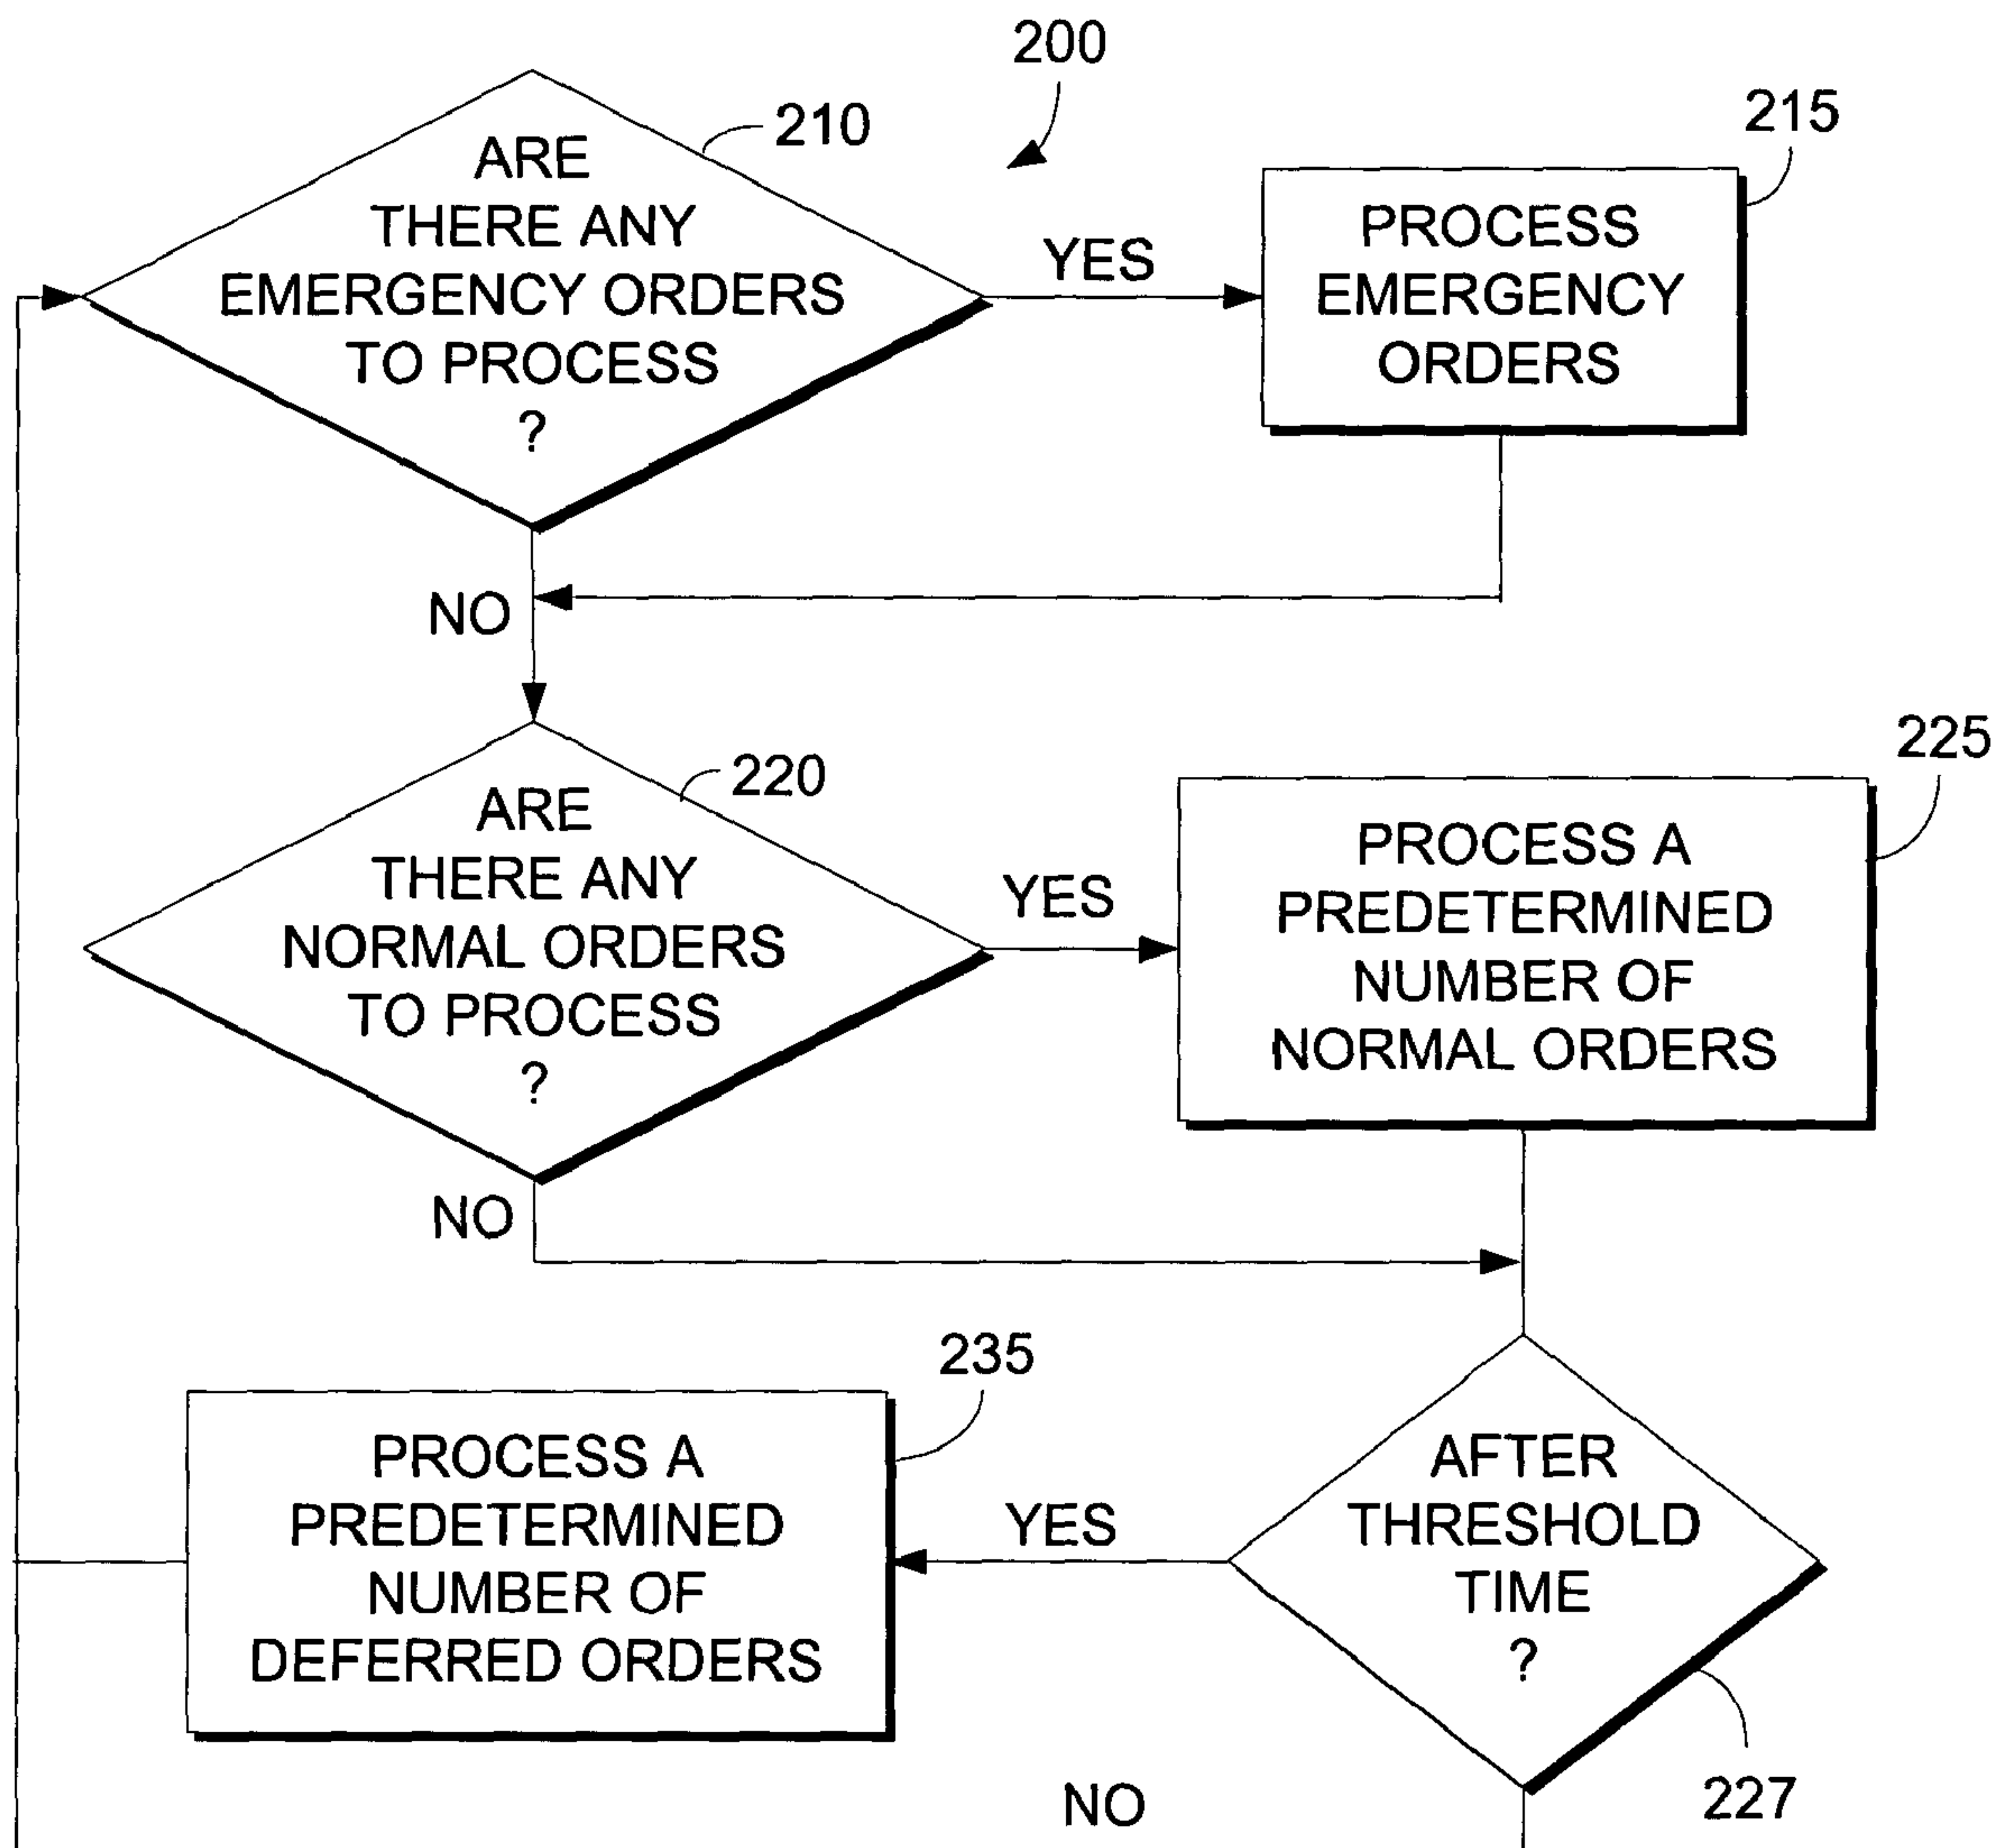 200
210
ARE
THERE ANY
EMERGENCY ORDERS
TO PROCESS
?
YES
215
PROCESS
EMERGENCY
ORDERS
NO
220
ARE
THERE ANY
NORMAL ORDERS
TO PROCESS
?
YES
225
PROCESS A
PREDETERMINED
NUMBER OF
NORMAL ORDERS
NO
235
PROCESS A
PREDETERMINED
NUMBER OF
DEFERRED ORDERS
YES
AFTER
THRESHOLD
TIME
?
227
NO